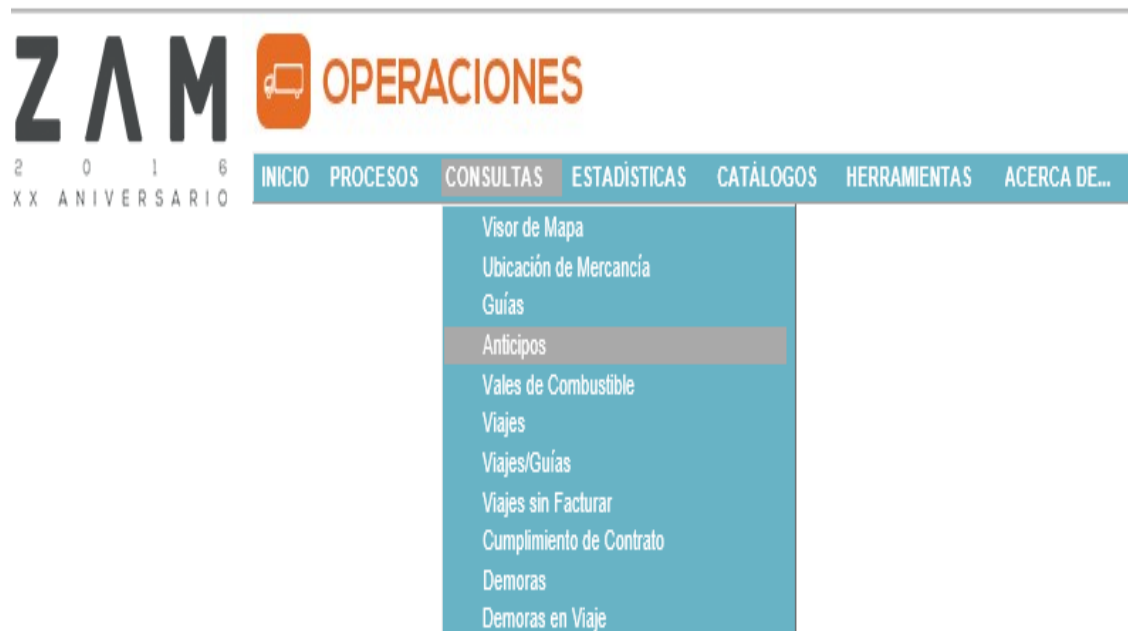 ZAM
2016
XX ANIVERSARIO
OPERACIONES
INICIO PROCESOS CONSULTAS ESTADÍSTICAS CATÁLOGOS HERRAMIENTAS ACERCA DE...
Visor de Mapa
Ubicación de Mercancía
Guías
Anticipos
Vales de Combustible
Viajes
Viajes/Guías
Viajes sin Facturar
Cumplimiento de Contrato
Demoras
Demoras en Viaje